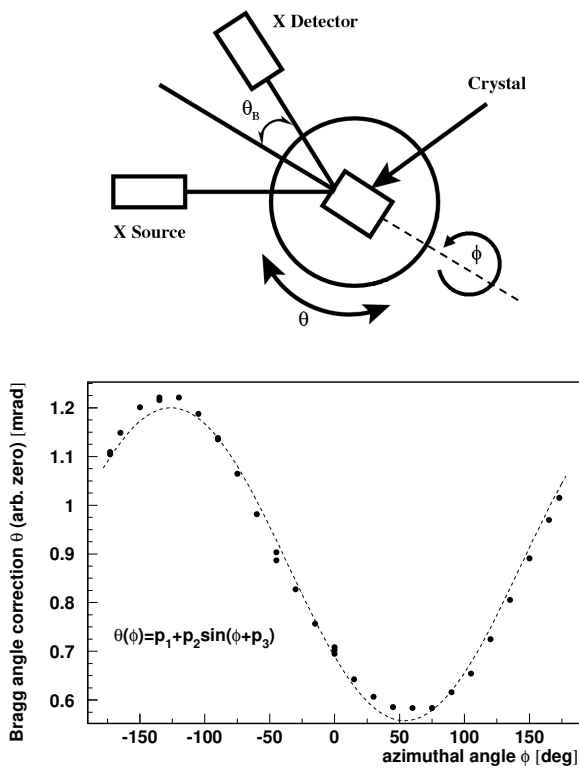 X Detector
θB
Crystal
X Source
ϕ
θ
Bragg angle correction θ (arb. zero) [mrad]
1.2
1.1
1
0.9
0.8
0.7
0.6
θ(ϕ)=p1+p2sin(ϕ+p3)
-150 -100 -50 0 50 100 150
azimuthal angle ϕ [deg]